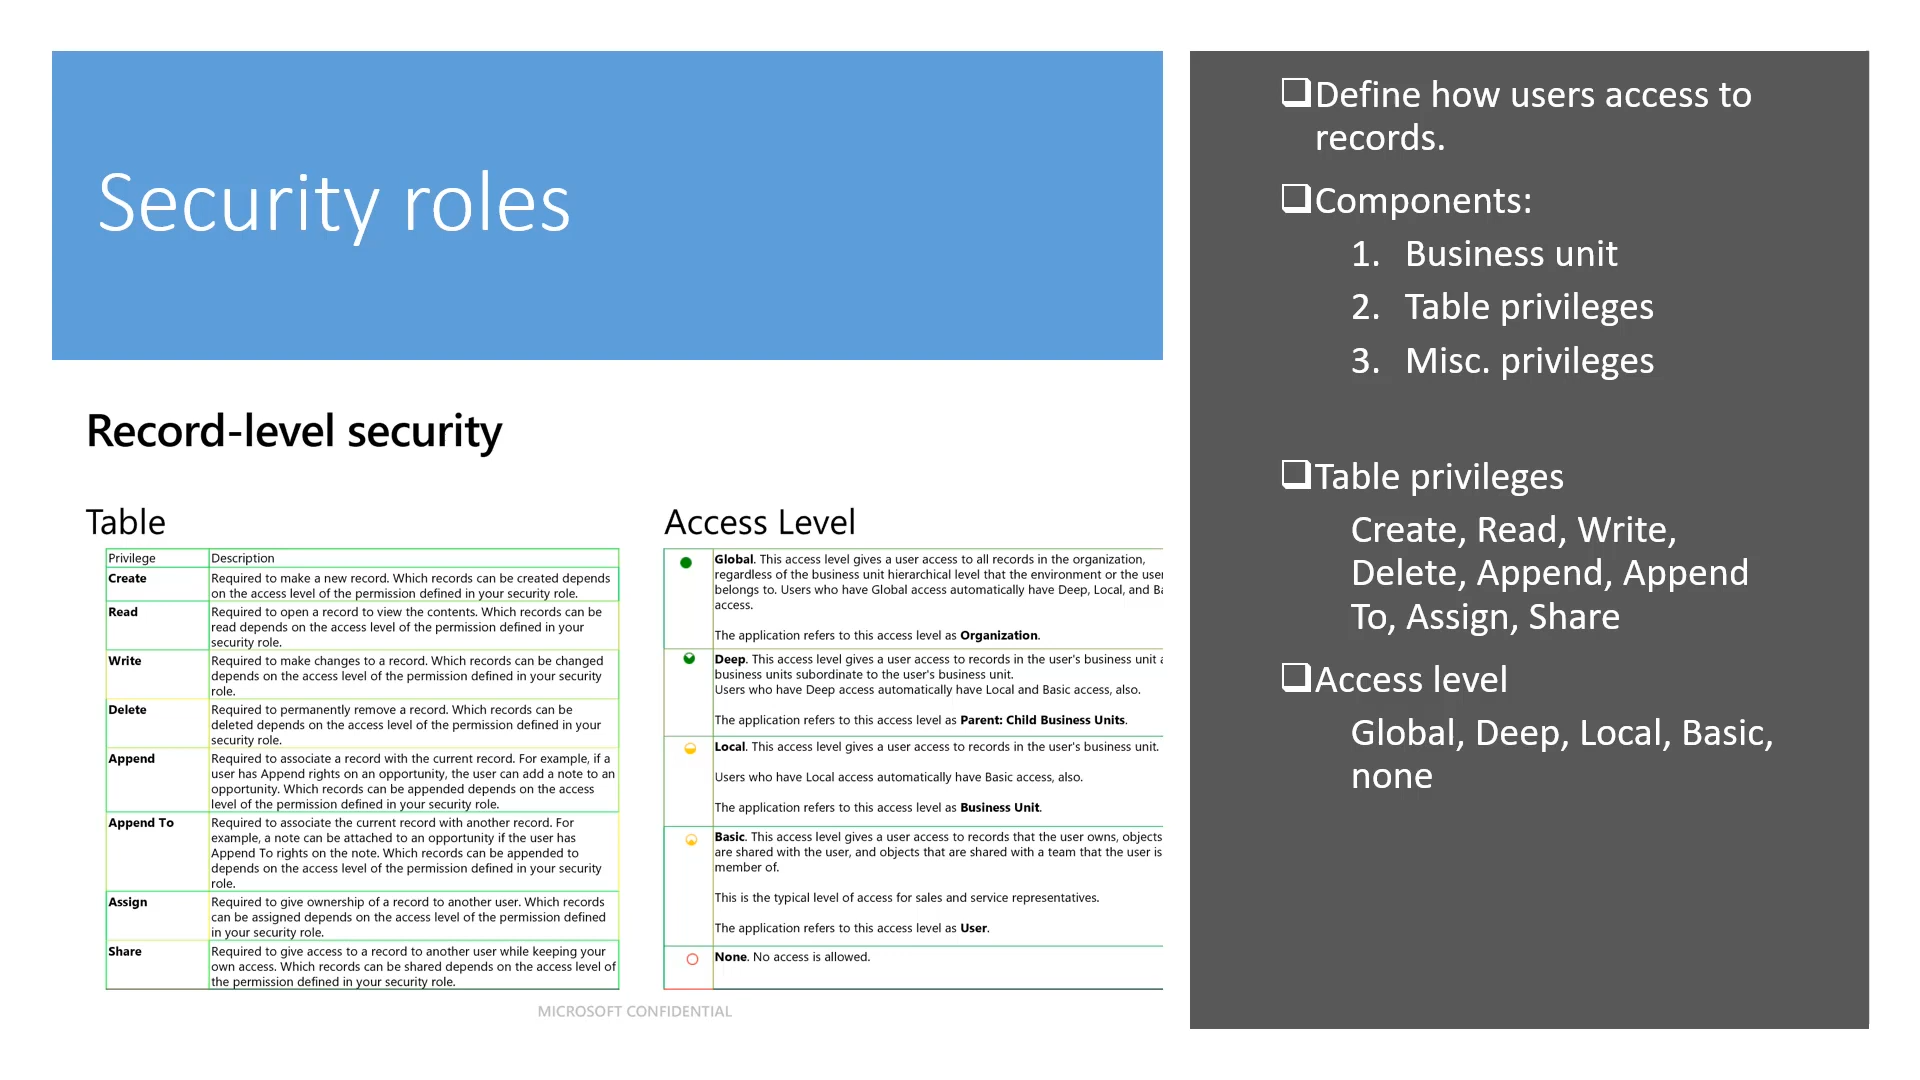 Security roles
Record-level security
Table
Privilege Description
Create Required to make a new record. Which records can be created depends
on the access level of the permission defined in your security role.
Read Required to open a record to view the contents. Which records can be
read depends on the access level of the permission defined in your
security role.
Write Required to make changes to a record. Which records can be changed
depends on the access level of the permission defined in your security
role.
Delete Required to permanently remove a record. Which records can be
deleted depends on the access level of the permission defined in your
security role.
Append Required to associate a record with the current record. For example, if a
user has Append rights on an opportunity, the user can add a note to an
opportunity. Which records can be appended depends on the access
level of the permission defined in your security role.
Append To Required to associate the current record with another record. For
example, a note can be attached to an opportunity if the user has
Append To rights on the note. Which records can be appended to
depends on the access level of the permission defined in your security
role.
Assign Required to give ownership of a record to another user. Which records
can be assigned depends on the access level of the permission defined
in your security role.
Share Required to give access to a record to another user while keeping your
own access. Which records can be shared depends on the access level of
the permission defined in your security role.
Access Level
Global. This access level gives a user access to all records in the organization,
regardless of the business unit hierarchical level that the environment or the user
belongs to. Users who have Global access automatically have Deep, Local, and
access.
The application refers to this access level as Organization.
Deep. This access level gives a user access to records in the user's business unit
business units subordinate to the user's business unit.
Users who have Deep access automatically have Local and Basic access, also.
The application refers to this access level as Parent: Child Business Units.
Local. This access level gives a user access to records in the user's business unit.
Users who have Local access automatically have Basic access, also.
The application refers to this access level as Business Unit.
Basic. This access level gives a user access to records that the user owns, objects
are shared with the user, and objects that are shared with a team that the user is
member of.
This is the typical level of access for sales and service representatives.
The application refers to this access level as User.
None. No access is allowed.
MICROSOFT CONFIDENTIAL
Define how users access to
records.
Components:
1. Business unit
2. Table privileges
3. Misc. privileges
Table privileges
Create, Read, Write,
Delete, Append, Append
To, Assign, Share
Access level
Global, Deep, Local, Basic,
none